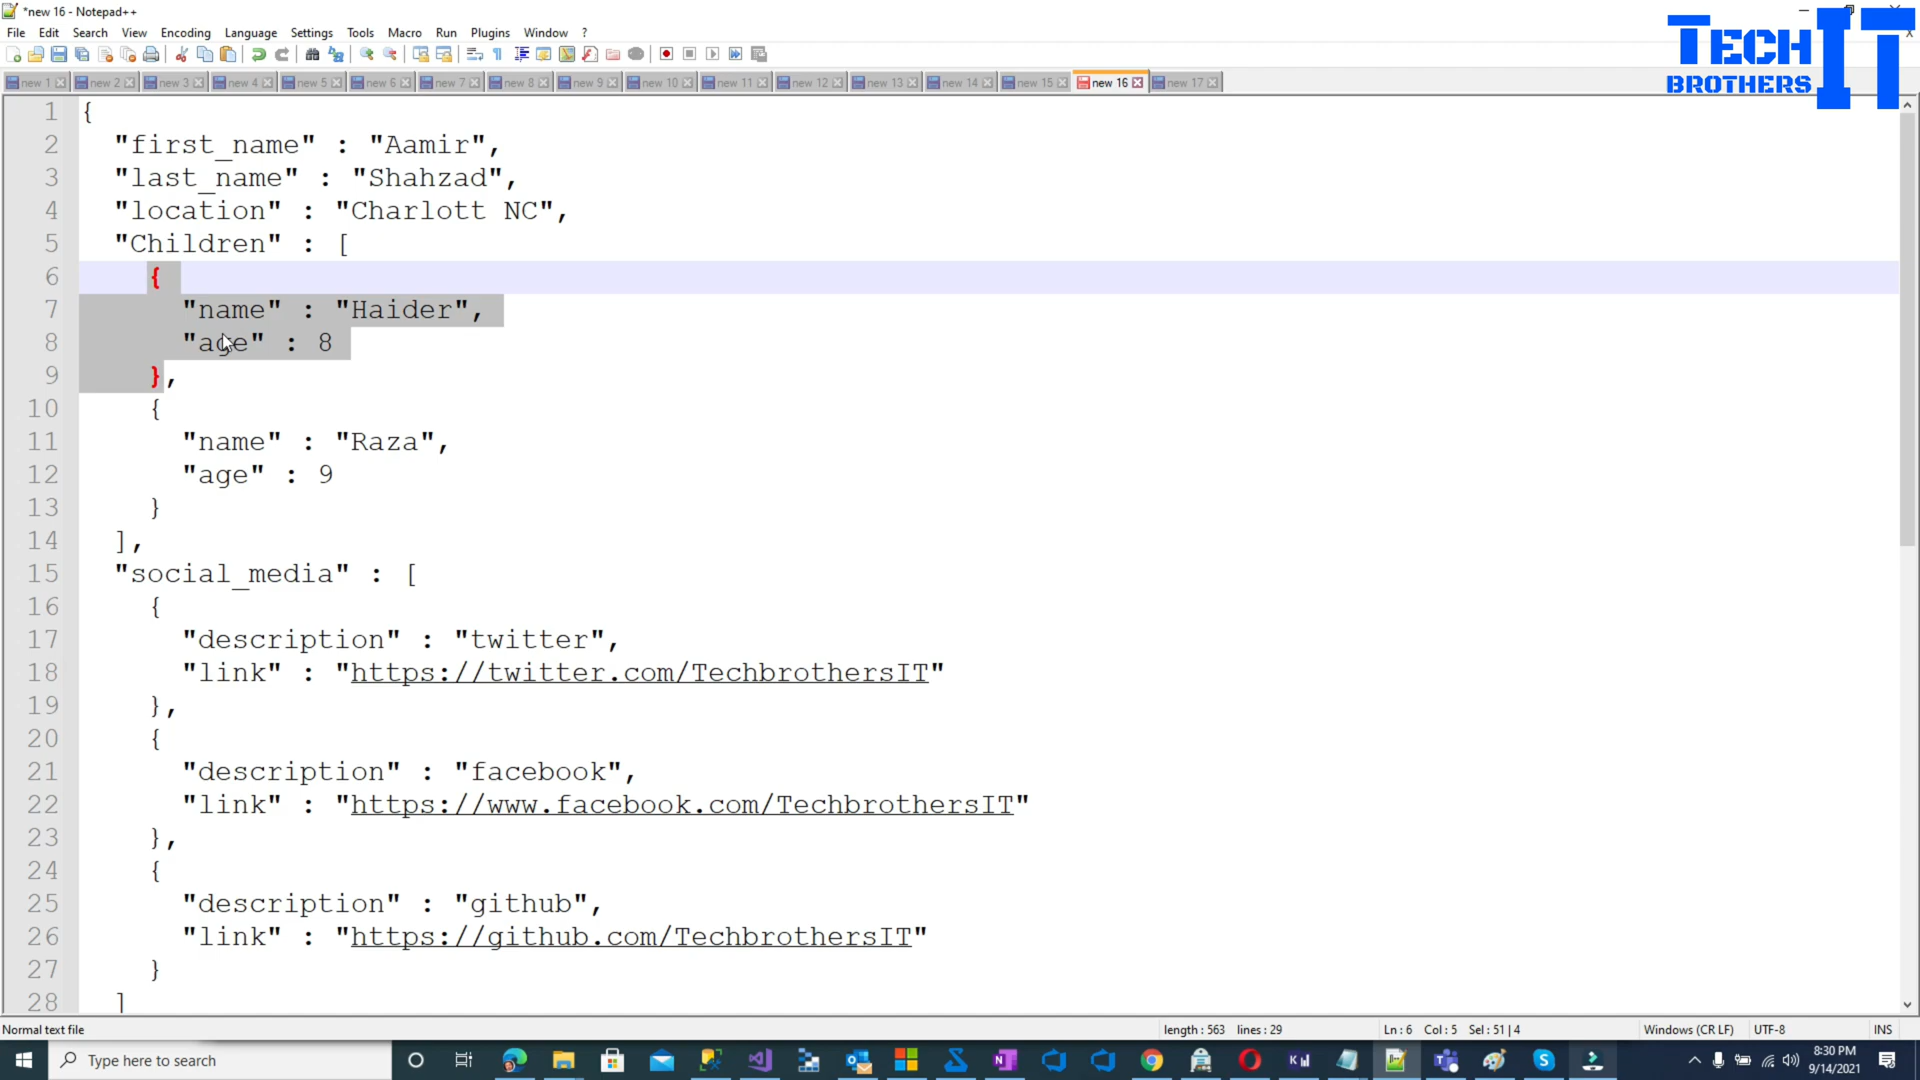 *new 16 - Notepad++
File Edit Search View Encoding Language Settings Tools Macro Run Plugins Window ?
new 1 new 2 new 3 new 4 new 5 new 6 new 7 new 8 new 9 new 10 new 11 new 12 new 13 new 14 new 15 new 16 new 17
TECH IT
BROTHERS
1 {
2 "first_name" : "Aamir",
3 "last_name" : "Shahzad",
4 "location" : "Charlott NC",
5 "Children" : [
6 {
7 "name" : "Haider",
8 "age" : 8
9 },
10 {
11 "name" : "Raza",
12 "age" : 9
13 }
14 ],
15 "social_media" : [
16 {
17 "description" : "twitter",
18 "link" : "https://twitter.com/TechbrothersIT"
19 },
20 {
21 "description" : "facebook",
22 "link" : "https://www.facebook.com/TechbrothersIT"
23 },
24 {
25 "description" : "github",
26 "link" : "https://github.com/TechbrothersIT"
27 }
28 ]
Normal text file length : 563 lines : 29 Ln : 6 Col : 5 Sel : 51 | 4 Windows (CR LF) UTF-8 INS
Type here to search
8:30 PM
9/14/2021